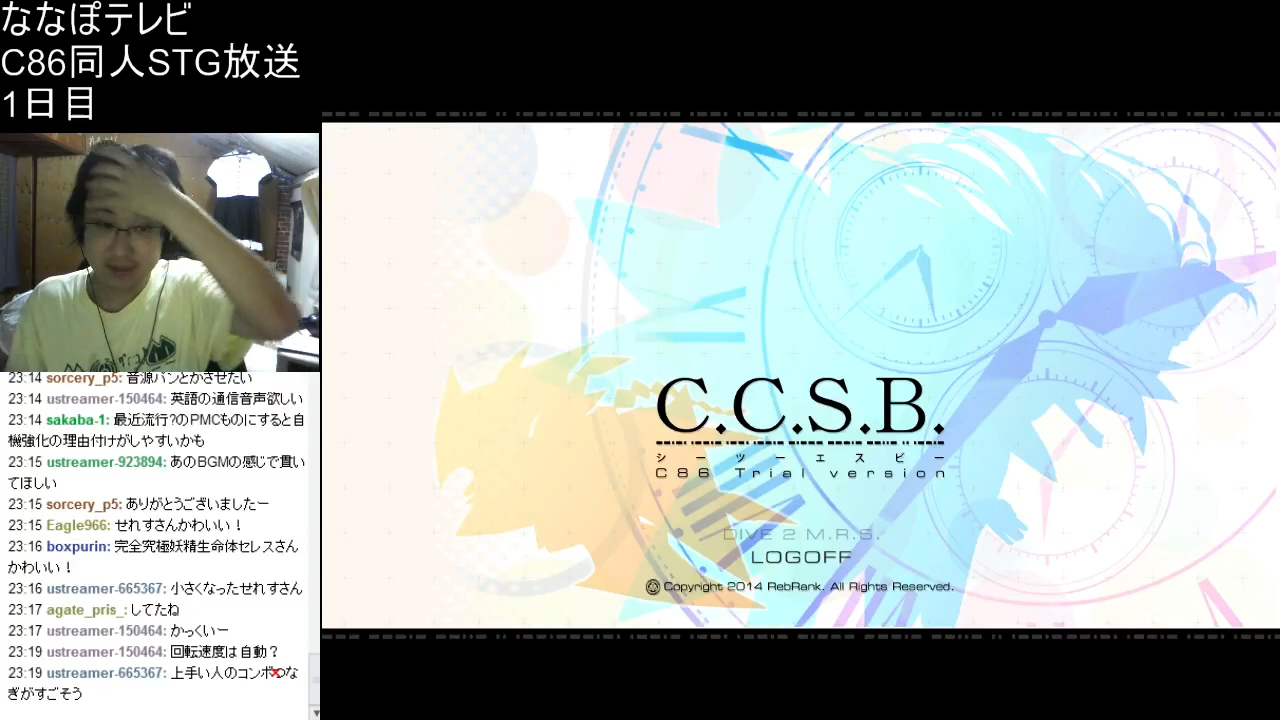 ななぽテレビ
C86同人STG放送
1日目
23:14 sorcery_p5: 音源バンとかさせたい
23:14 ustreamer-150464: 英語の通信音声欲しい
23:14 sakaba-1: 最近流行?のPMCものにすると自
機強化の理由付けがしやすいかも
23:15 ustreamer-923894: あのBGMの感じで貫い
てほしい
23:15 sorcery_p5: ありがとうございましたー
23:15 Eagle966: せれすさんかわいい！
23:16 boxpurin: 完全究極妖精生命体セレスさん
かわいい！
23:16 ustreamer-665367: 小さくなったせれすさん
23:17 agate_pris_: してたね
23:17 ustreamer-150464: かっくいー
23:19 ustreamer-150464: 回転速度は自動？
23:19 ustreamer-665367: 上手い人のコンボつな
ぎがすごそう
C.C.S.B.
シーツーエスビー
C86 Trial version
DIVE 2 M.R.S.
LOGOFF
Copyright 2014 RebRank. All Rights Reserved.